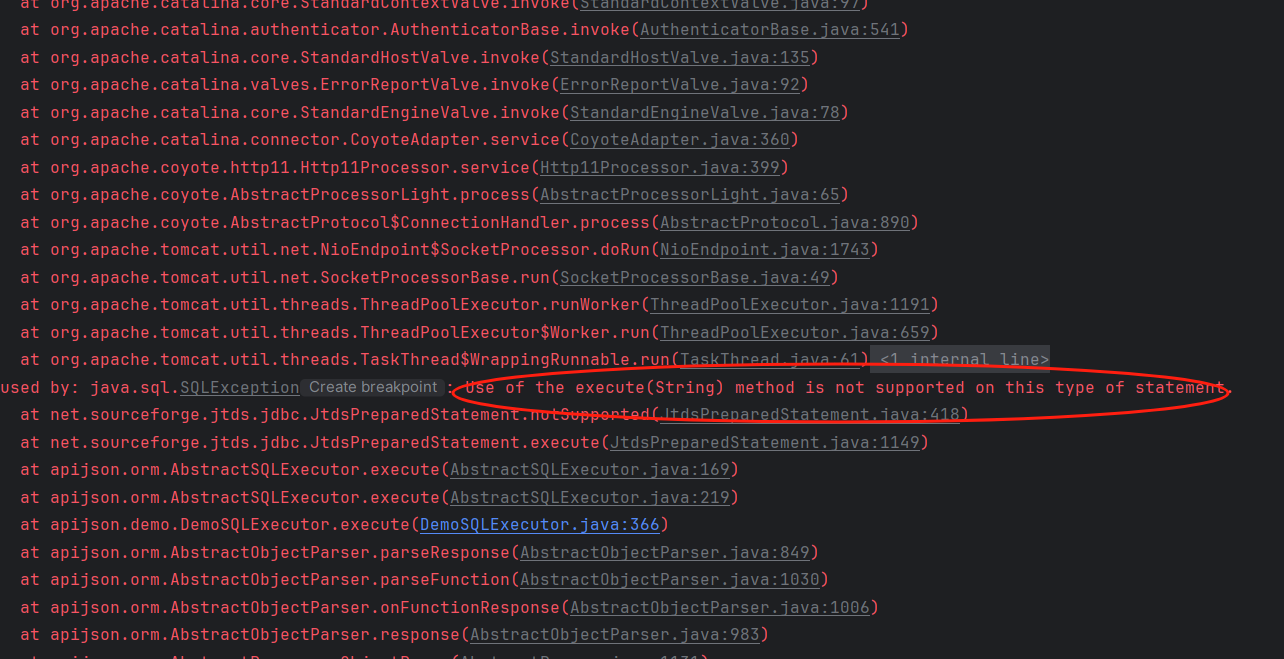 at org.apache.catalina.core.StandardContextValve.invoke(StandardContextValve.java:97)
at org.apache.catalina.authenticator.AuthenticatorBase.invoke(AuthenticatorBase.java:541)
at org.apache.catalina.core.StandardHostValve.invoke(StandardHostValve.java:135)
at org.apache.catalina.valves.ErrorReportValve.invoke(ErrorReportValve.java:92)
at org.apache.catalina.core.StandardEngineValve.invoke(StandardEngineValve.java:78)
at org.apache.catalina.connector.CoyoteAdapter.service(CoyoteAdapter.java:360)
at org.apache.coyote.http11.Http11Processor.service(Http11Processor.java:399)
at org.apache.coyote.AbstractProcessorLight.process(AbstractProcessorLight.java:65)
at org.apache.coyote.AbstractProtocol$ConnectionHandler.process(AbstractProtocol.java:890)
at org.apache.tomcat.util.net.NioEndpoint$SocketProcessor.doRun(NioEndpoint.java:1743)
at org.apache.tomcat.util.net.SocketProcessorBase.run(SocketProcessorBase.java:49)
at org.apache.tomcat.util.threads.ThreadPoolExecutor.runWorker(ThreadPoolExecutor.java:1191)
at org.apache.tomcat.util.threads.ThreadPoolExecutor$Worker.run(ThreadPoolExecutor.java:659)
at org.apache.tomcat.util.threads.TaskThread$WrappingRunnable.run(TaskThread.java:61) <1 internal line>
used by: java.sql.SQLException Create breakpoint : Use of the execute(String) method is not supported on this type of statement.
at net.sourceforge.jtds.jdbc.JtdsPreparedStatement.notSupported(JtdsPreparedStatement.java:418)
at net.sourceforge.jtds.jdbc.JtdsPreparedStatement.execute(JtdsPreparedStatement.java:1149)
at apijson.orm.AbstractSQLExecutor.execute(AbstractSQLExecutor.java:169)
at apijson.orm.AbstractSQLExecutor.execute(AbstractSQLExecutor.java:219)
at apijson.demo.DemoSQLExecutor.execute(DemoSQLExecutor.java:366)
at apijson.orm.AbstractObjectParser.parseResponse(AbstractObjectParser.java:849)
at apijson.orm.AbstractObjectParser.parseFunction(AbstractObjectParser.java:1030)
at apijson.orm.AbstractObjectParser.onFunctionResponse(AbstractObjectParser.java:1006)
at apijson.orm.AbstractObjectParser.response(AbstractObjectParser.java:983)